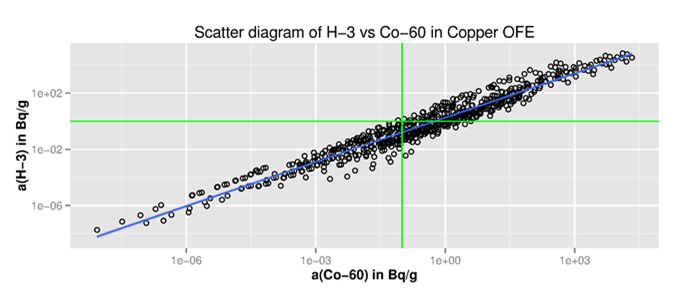 Scatter diagram of H−3 vs Co−60 in Copper OFE
a(H−3) in Bq/g
1e+02
1e−02
1e−06
1e−06 1e−03 1e+00 1e+03
a(Co−60) in Bq/g